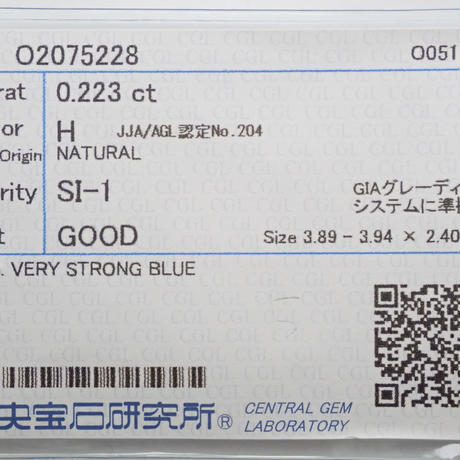 O2075228 O0051
rat 0.223 ct
or H JJA/AGL認定No.204
Origin NATURAL
rity SI-1 GIAグレーディ
システムに準拠
t GOOD Size 3.89 - 3.94 × 2.40
. VERY STRONG BLUE
央宝石研究所® CENTRAL GEM
LABORATORY